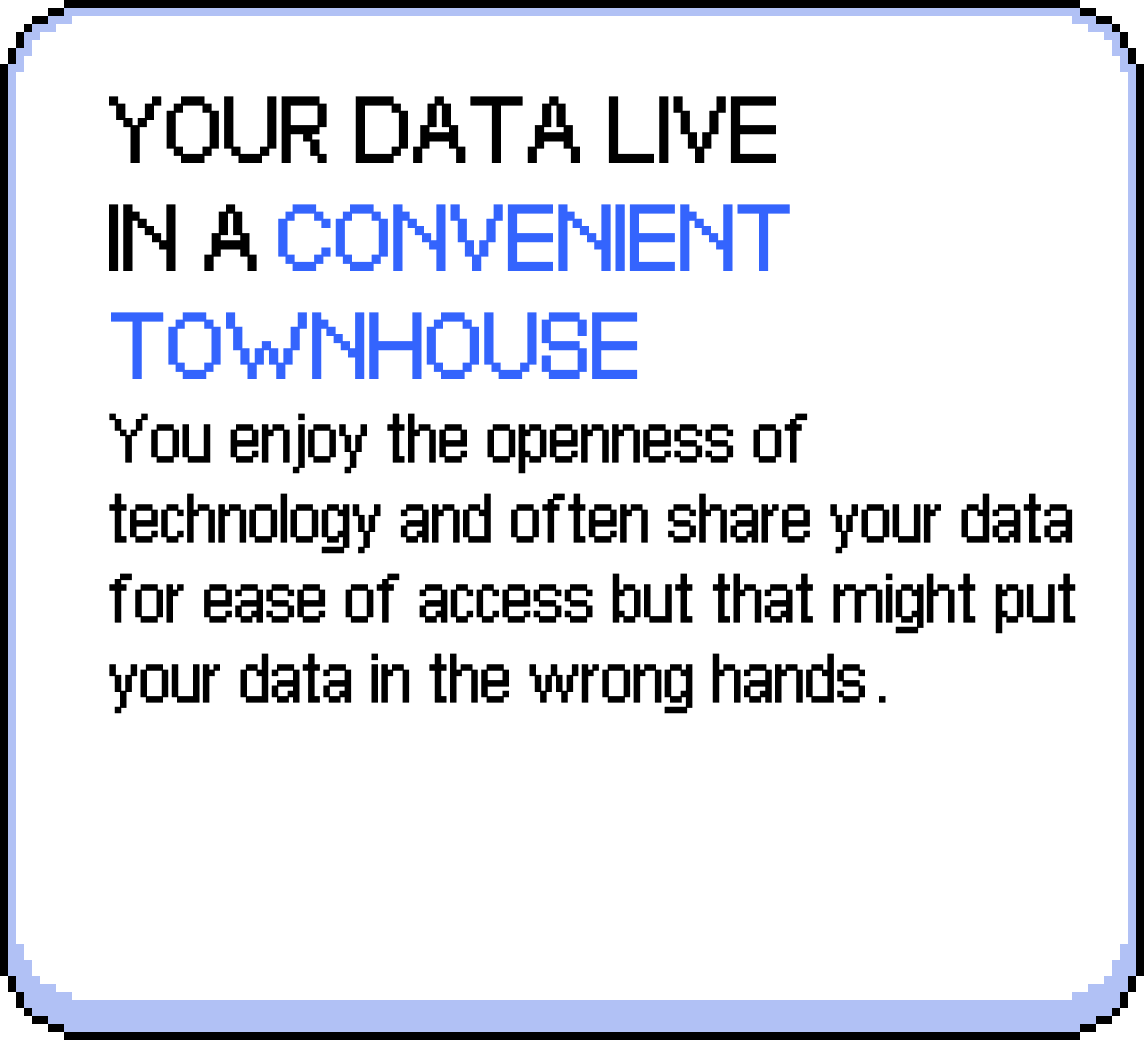 YOUR DATA LIVE
IN A CONVENIENT
TOWNHOUSE
You enjoy the openness of
technology and often share your data
for ease of access but that might put
your data in the wrong hands.